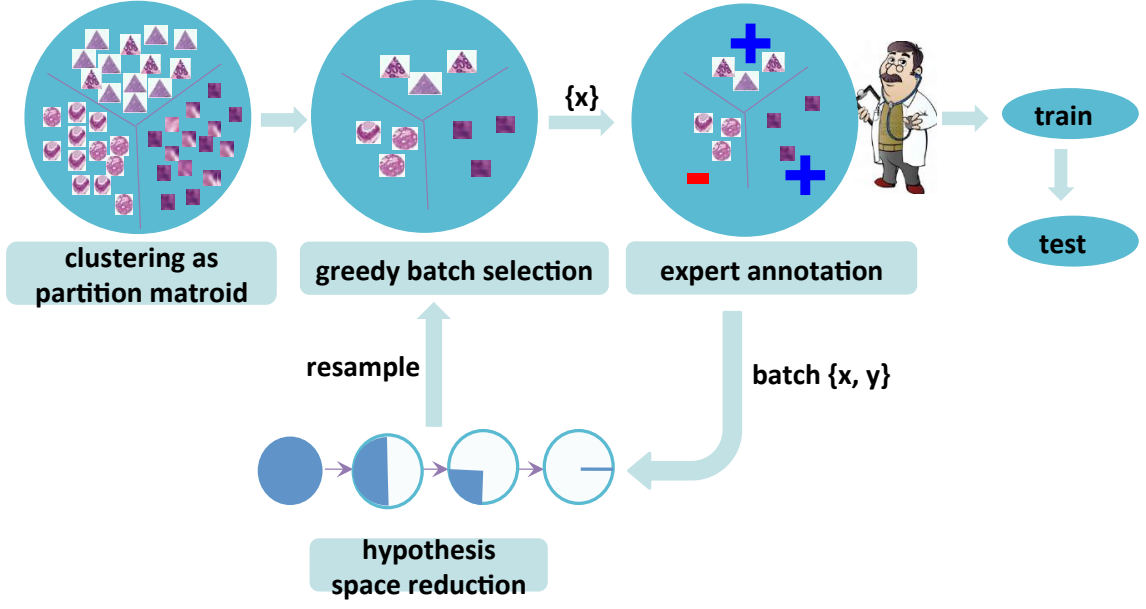 {x}
train
test
clustering as
partition matroid
greedy batch selection
expert annotation
resample
batch {x, y}
hypothesis
space reduction